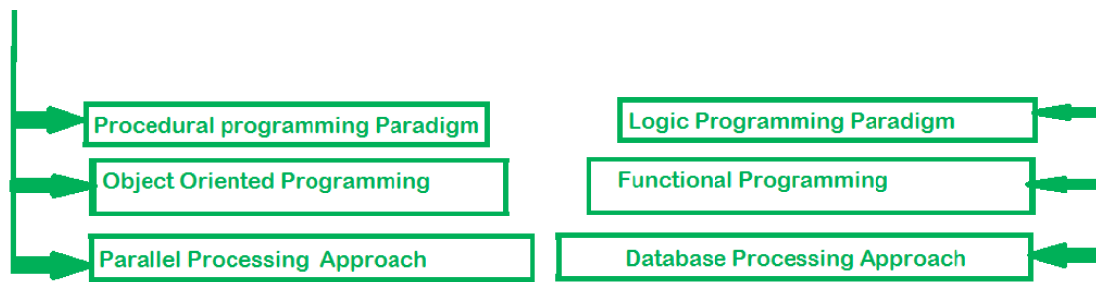 Procedural programming Paradigm
Object Oriented Programming
Parallel Processing Approach
Logic Programming Paradigm
Functional Programming
Database Processing Approach